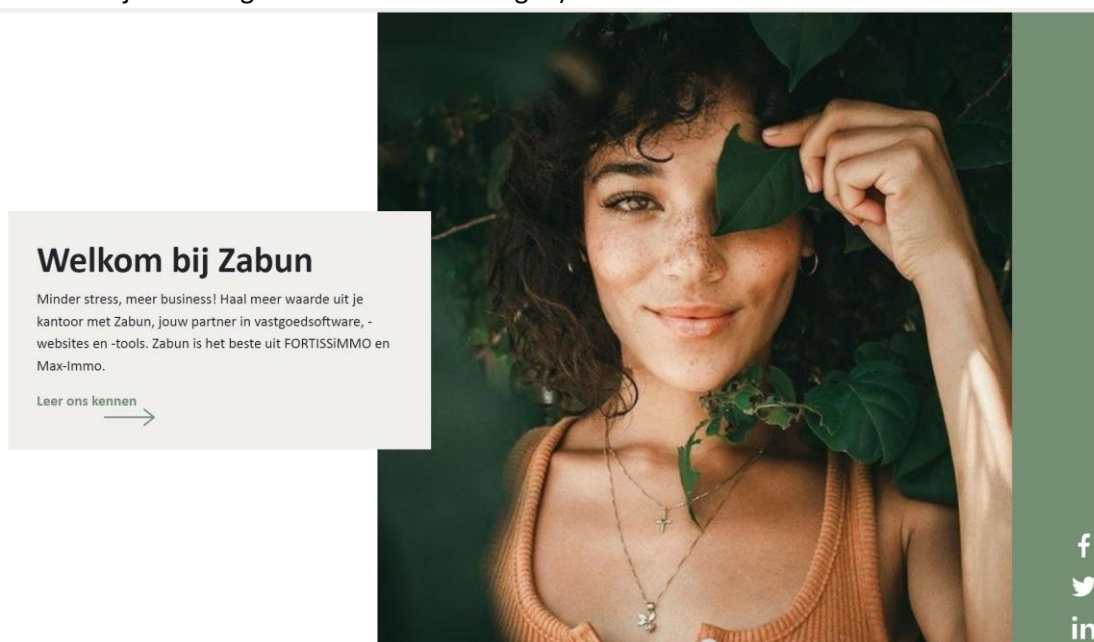 Welkom bij Zabun
Minder stress, meer business! Haal meer waarde uit je
kantoor met Zabun, jouw partner in vastgoedsoftware, -
websites en -tools. Zabun is het beste uit FORTISSiMMO en
Max-Immo.
Leer ons kennen